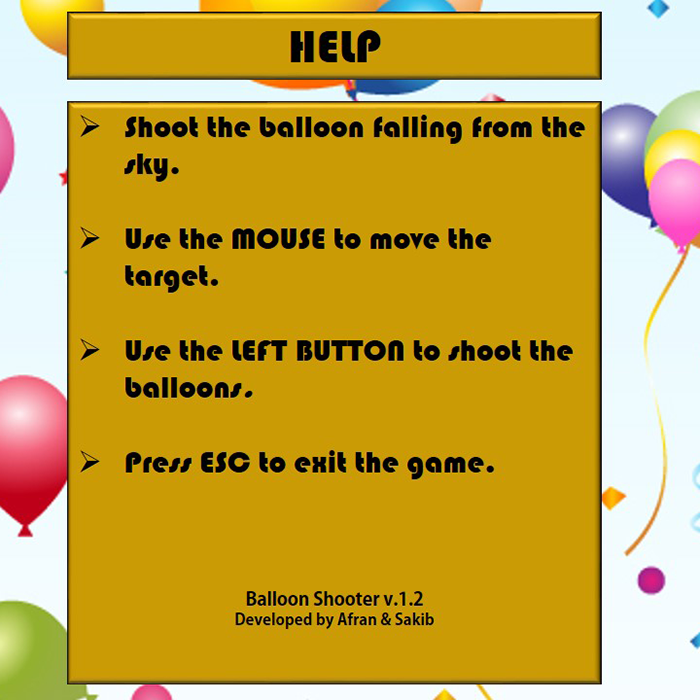 HELP
➢ Shoot the balloon falling from the
sky.
➢ Use the MOUSE to move the
target.
➢ Use the LEFT BUTTON to shoot the
balloons.
➢ Press ESC to exit the game.
Balloon Shooter v.1.2
Developed by Afran & Sakib